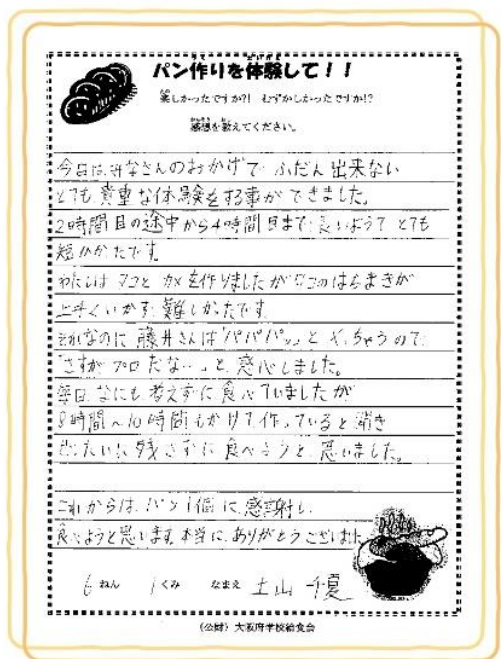 パン作りを体験して！！
楽しかったですか?! むずかしかったですか!?
感想を教えてください。
今日は、みなさんのおかげで、ふだん出来ない
とても貴重な体験をする事ができました。
2時間目の途中から4時間目まで、長いようで とても
短かかたです。
わたしは ワニと カメを作りましたが ワニのはらまきが
上手くいかず、難しかったです。
それなのに 藤井さんは「パパパッ」と やっちゃうので
「さすがプロだな…」と、感心しました。
毎日、なにも 考えずに 食べていましたが
8時間〜10時間もかけて作っていると聞き
ぜったいに残さずに食べようと、思いました。
これからは、パン1個に、感謝し
食べようと思います。本当に、ありがとうございました
6 ねん 1 くみ なまえ 土山 千夏
(公財) 大阪府学校給食会